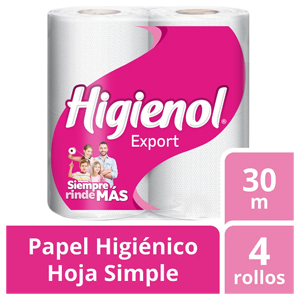 Higienol
Export
Siempre
rinde MÁS
30
m
Papel Higiénico
Hoja Simple
4
rollos